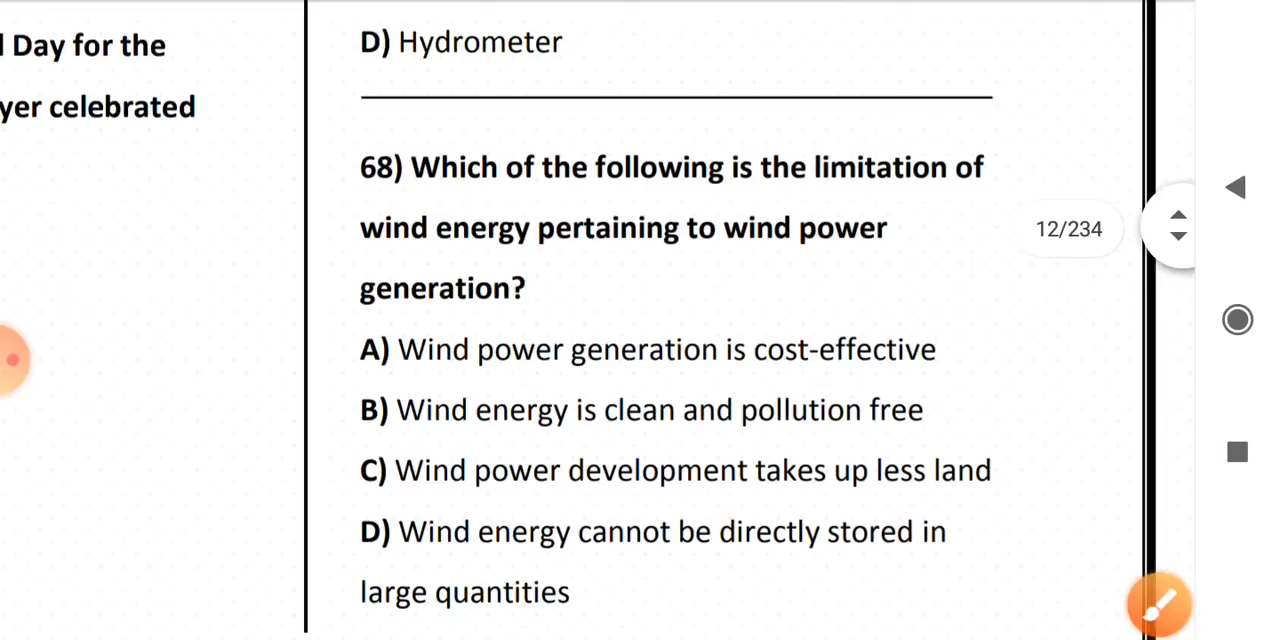 l Day for the
yer celebrated
D) Hydrometer
68) Which of the following is the limitation of
wind energy pertaining to wind power
generation?
A) Wind power generation is cost-effective
B) Wind energy is clean and pollution free
C) Wind power development takes up less land
D) Wind energy cannot be directly stored in
large quantities
12/234